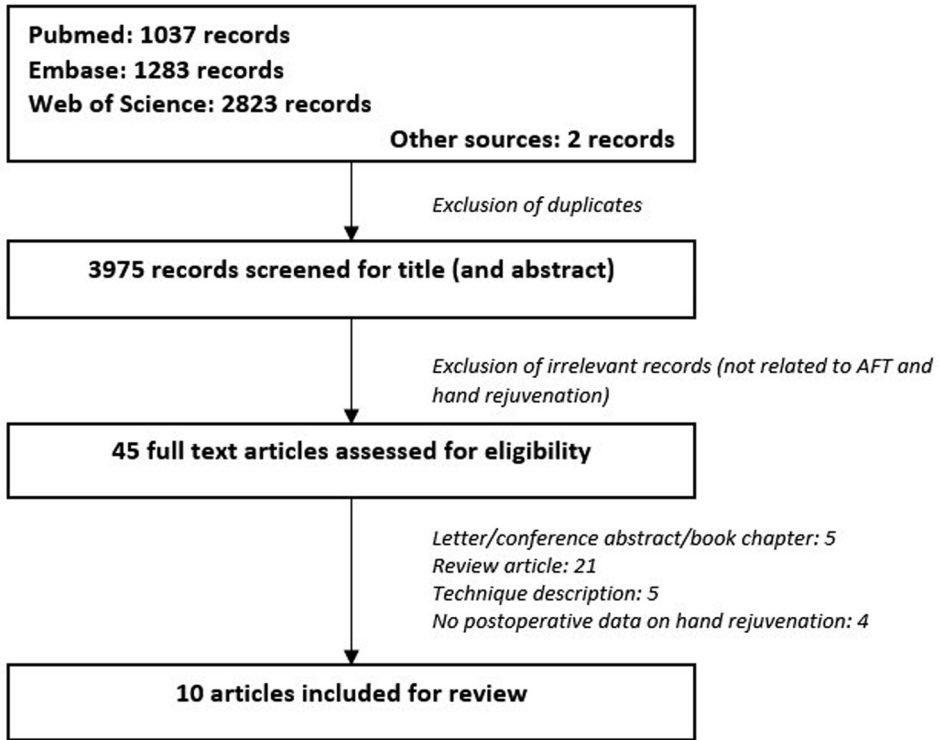 Pubmed: 1037 records
Embase: 1283 records
Web of Science: 2823 records
Other sources: 2 records
Exclusion of duplicates
3975 records screened for title (and abstract)
Exclusion of irrelevant records (not related to AFT and
hand rejuvenation)
45 full text articles assessed for eligibility
Letter/conference abstract/book chapter: 5
Review article: 21
Technique description: 5
No postoperative data on hand rejuvenation: 4
10 articles included for review